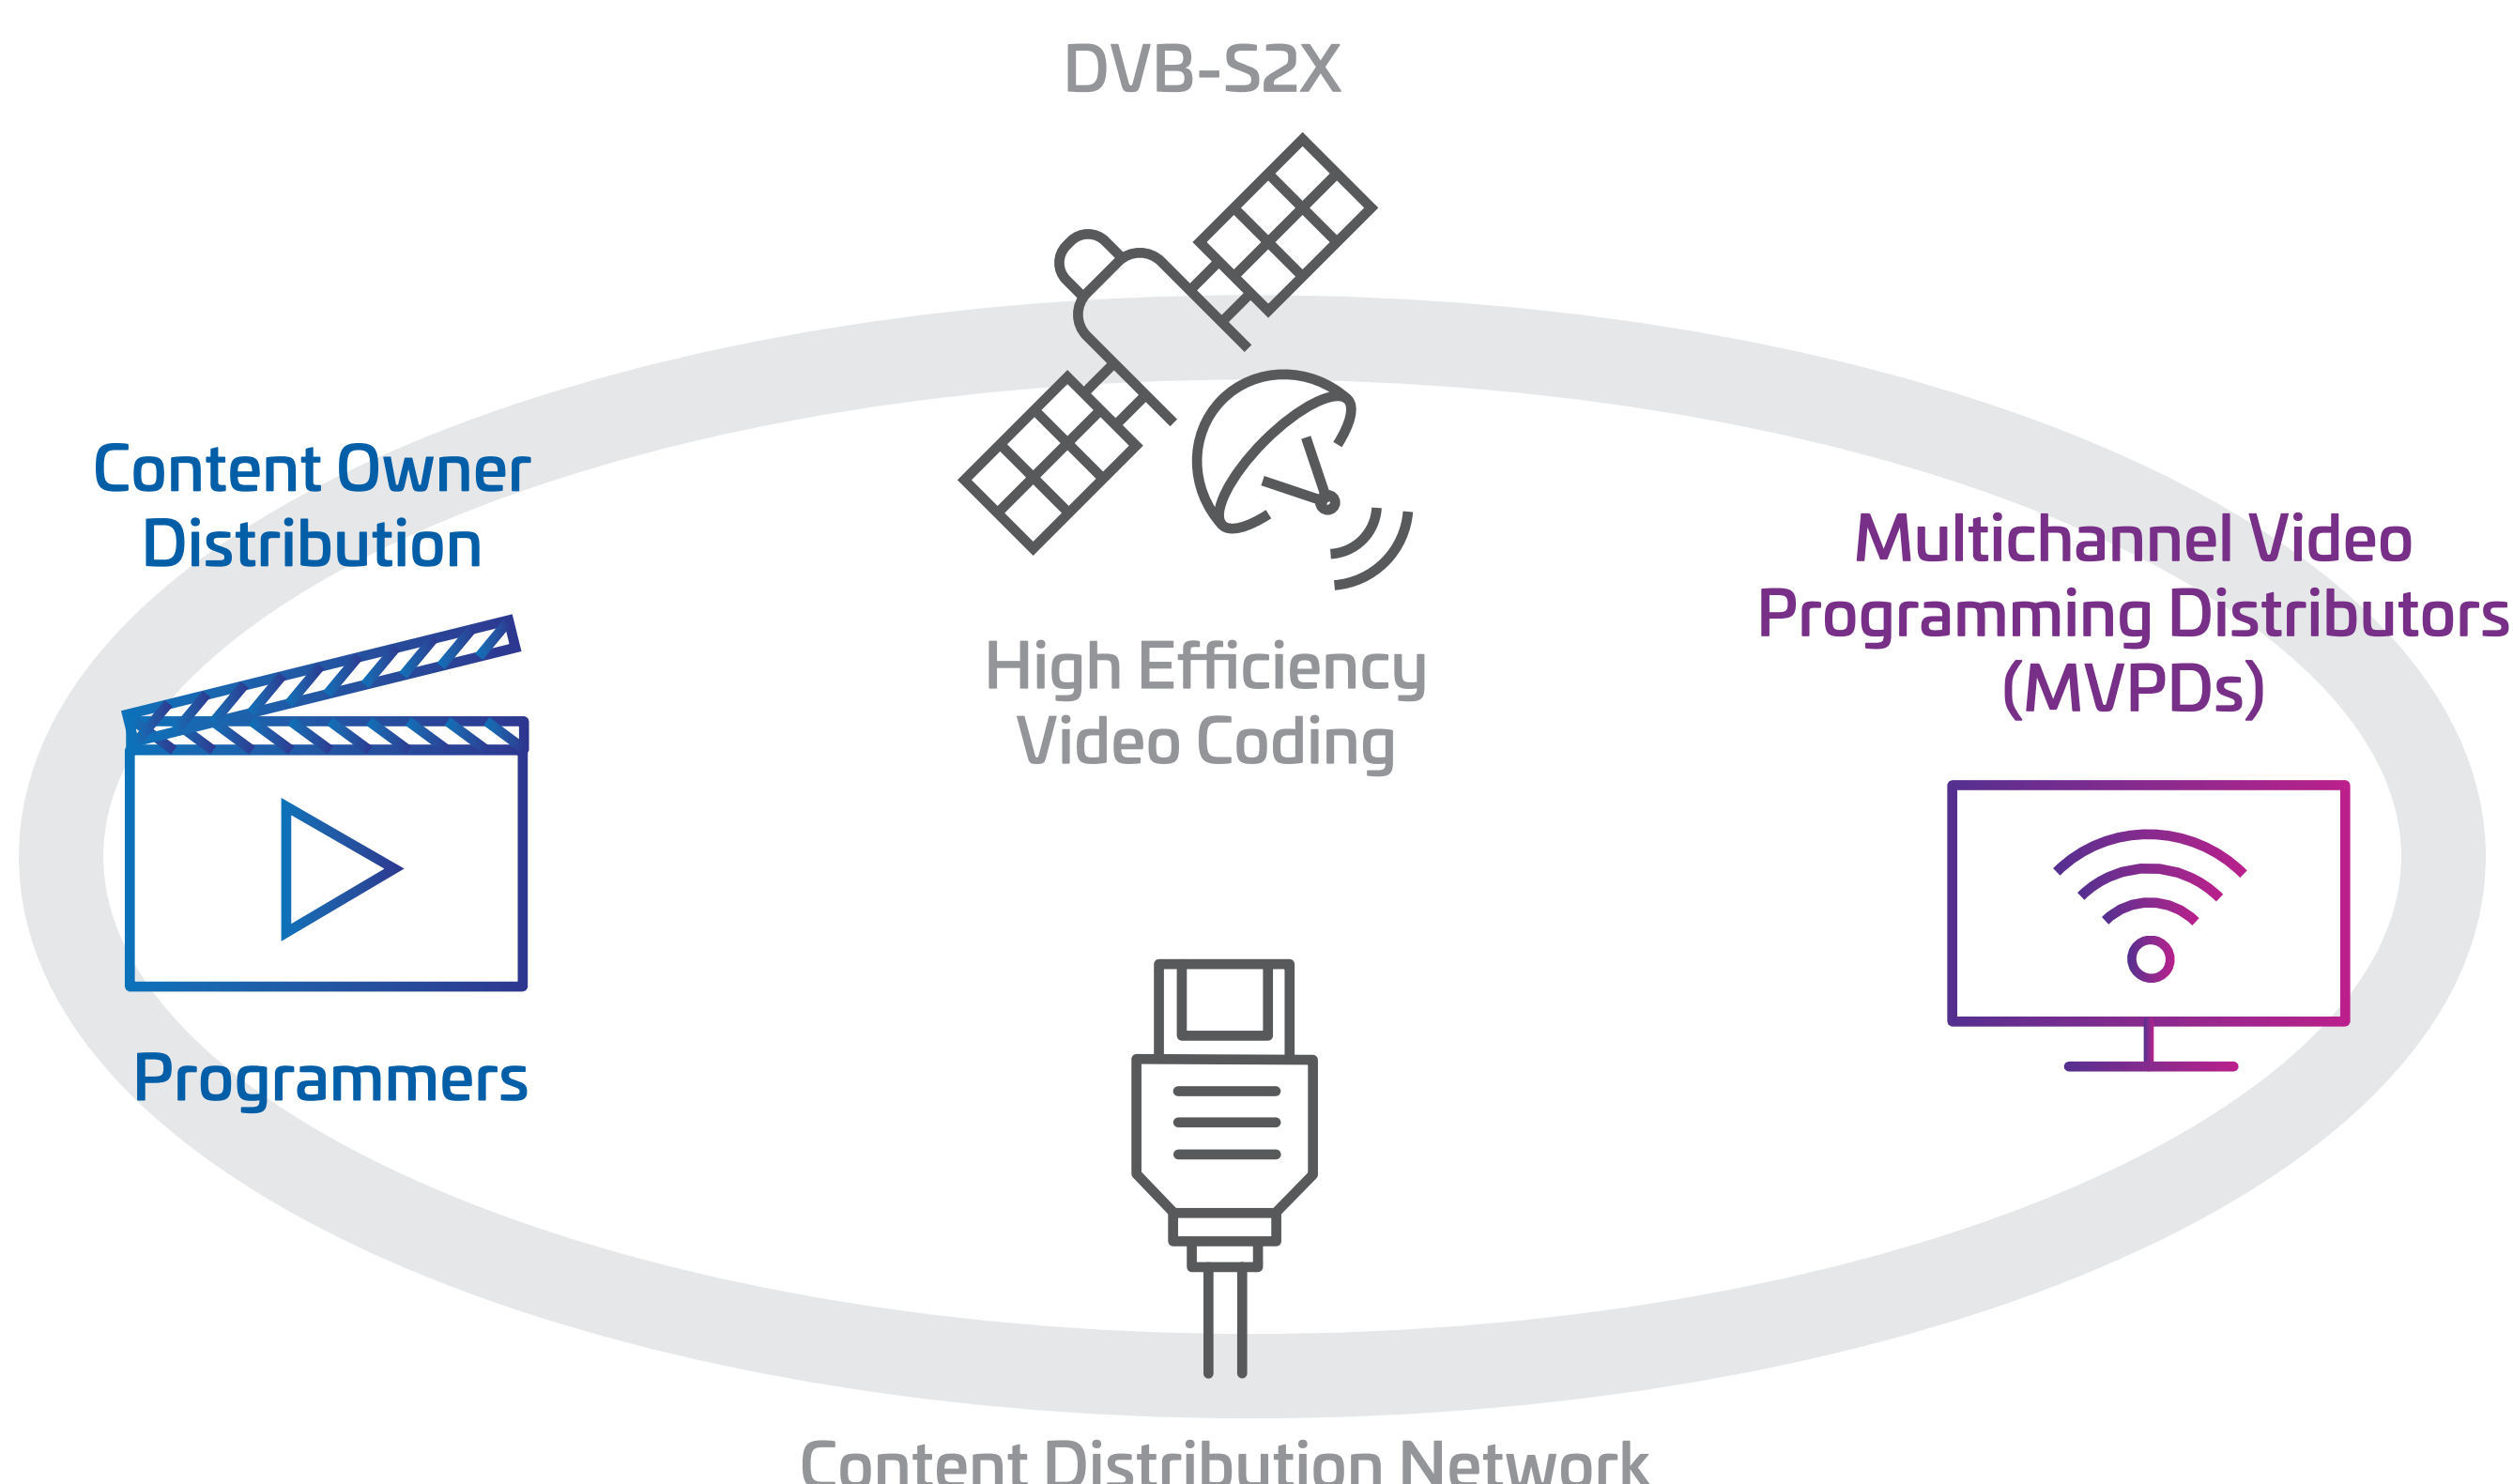 DVB-S2X
Content Owner
Distribution
Multichannel Video
Programming Distributors
(MVPDs)
High Efficiency
Video Coding
Programmers
Content Distribution Network